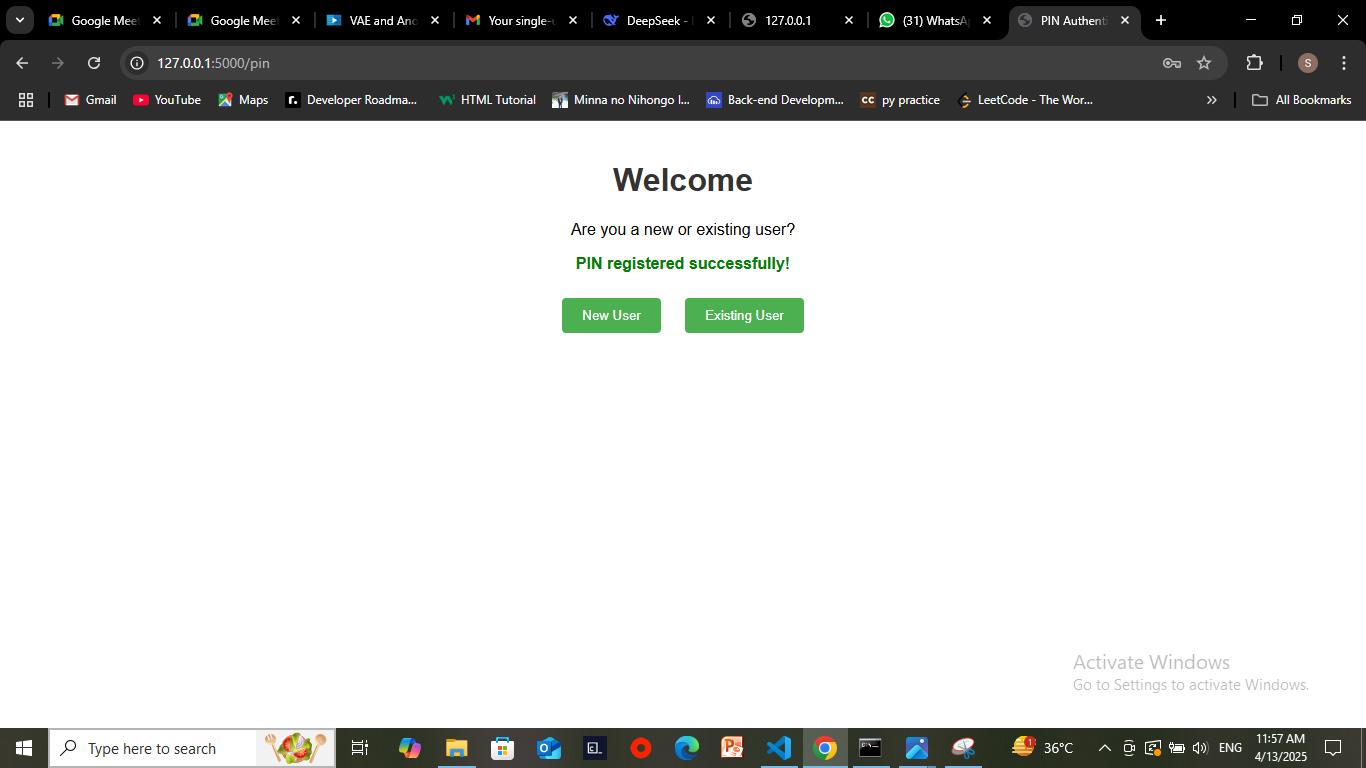 Google Meet
Google Meet
VAE and Ano
Your single-u
DeepSeek -
127.0.0.1
(31) WhatsAp
PIN Authenti
127.0.0.1:5000/pin
S
Gmail
YouTube
Maps
r.
Developer Roadma...
HTML Tutorial
Minna no Nihongo I...
Back-end Developm...
CC
py practice
LeetCode - The Wor...
All Bookmarks
Welcome
Are you a new or existing user?
PIN registered successfully!
New User
Existing User
Activate Windows
Go to Settings to activate Windows.
Type here to search
1
36°C
ENG
11:57 AM
4/13/2025